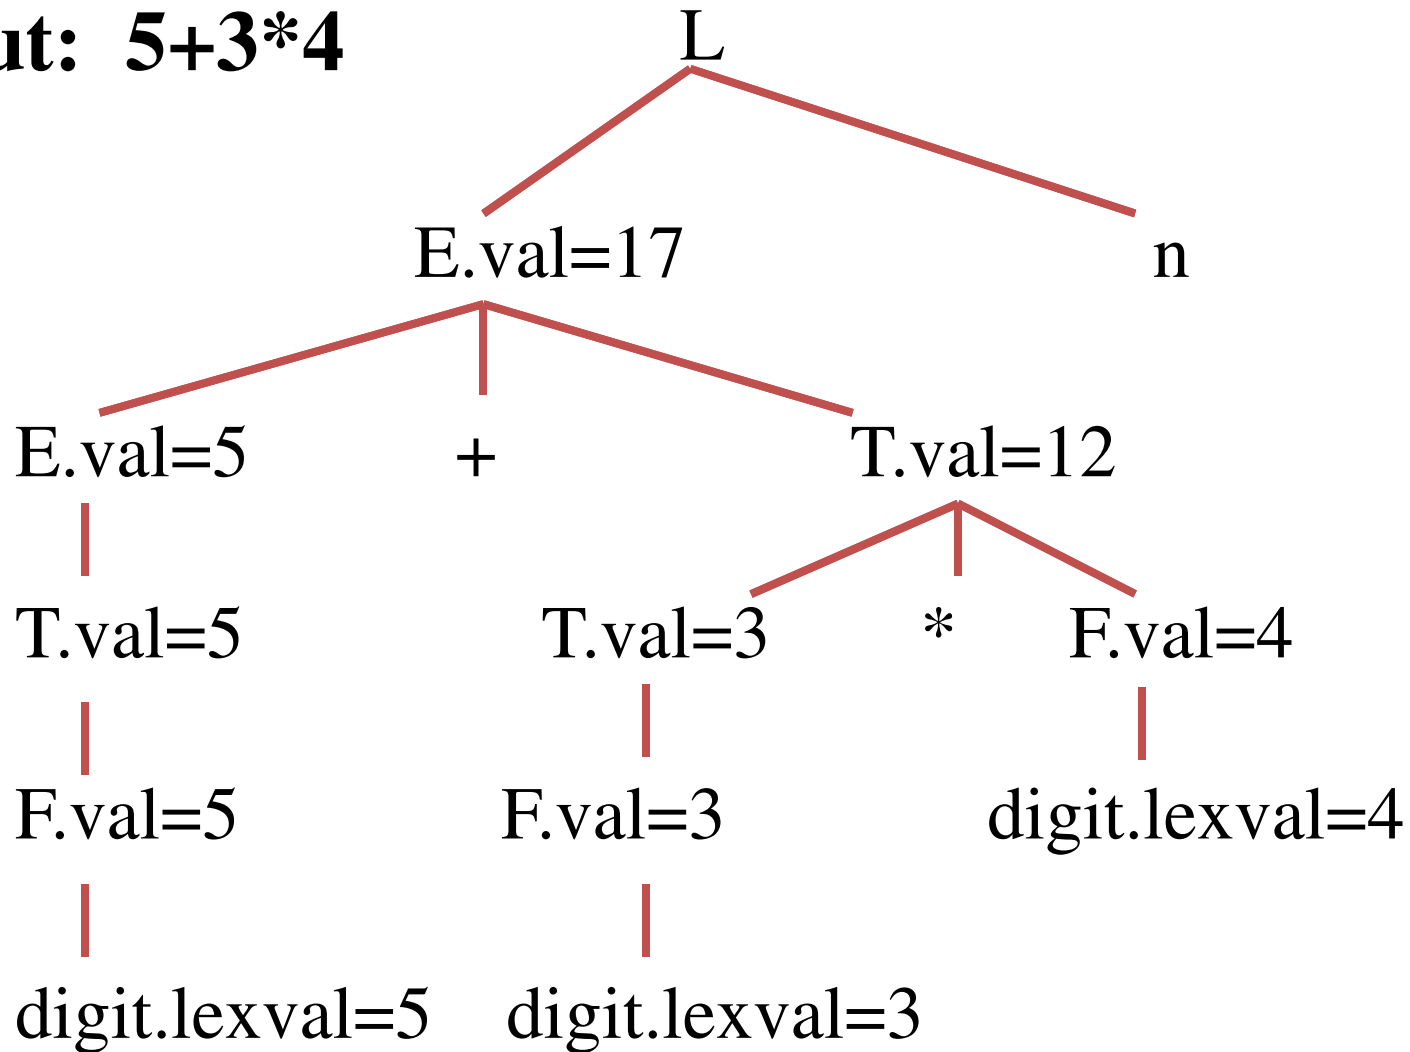 ut: 5+3*4
L
E.val=17 n
E.val=5 + T.val=12
T.val=5 T.val=3 * F.val=4
F.val=5 F.val=3 digit.lexval=4
digit.lexval=5 digit.lexval=3